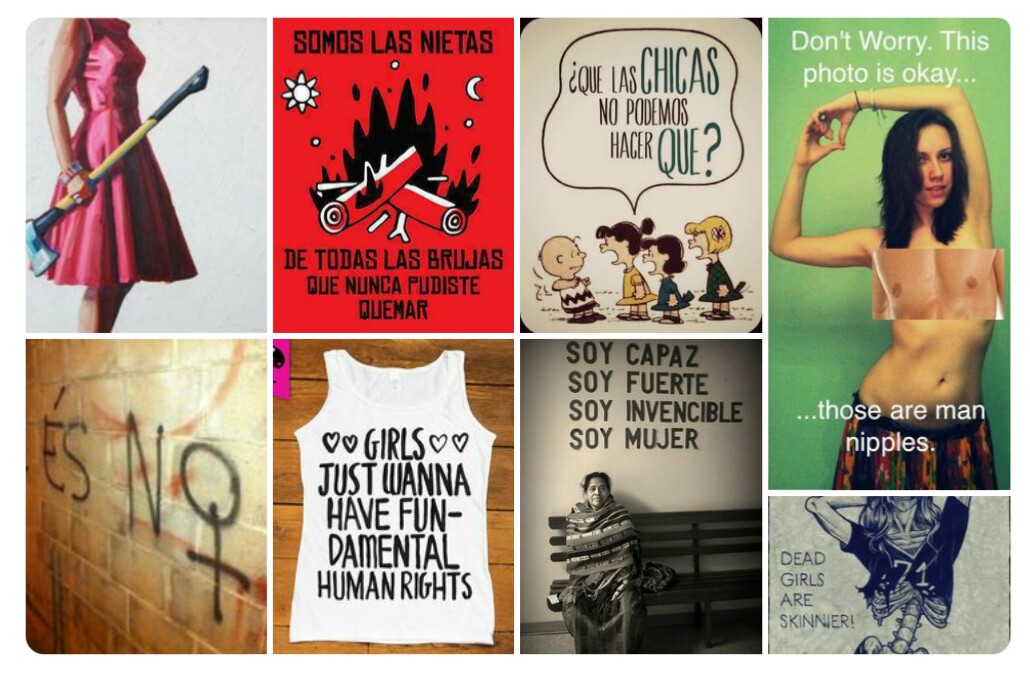 SOMOS LAS NIETAS
DE TODAS LAS BRUJAS
QUE NUNCA PUDISTE
QUEMAR
¿QUE LAS CHICAS
NO PODEMOS
HACER QUE?
Don't Worry. This
photo is okay...
...those are man
nipples.
ÉS NO
GIRLS
JUST WANNA
HAVE FUN-
DAMENTAL
HUMAN RIGHTS
SOY CAPAZ
SOY FUERTE
SOY INVENCIBLE
SOY MUJER
71
DEAD
GIRLS
ARE
SKINNIER!